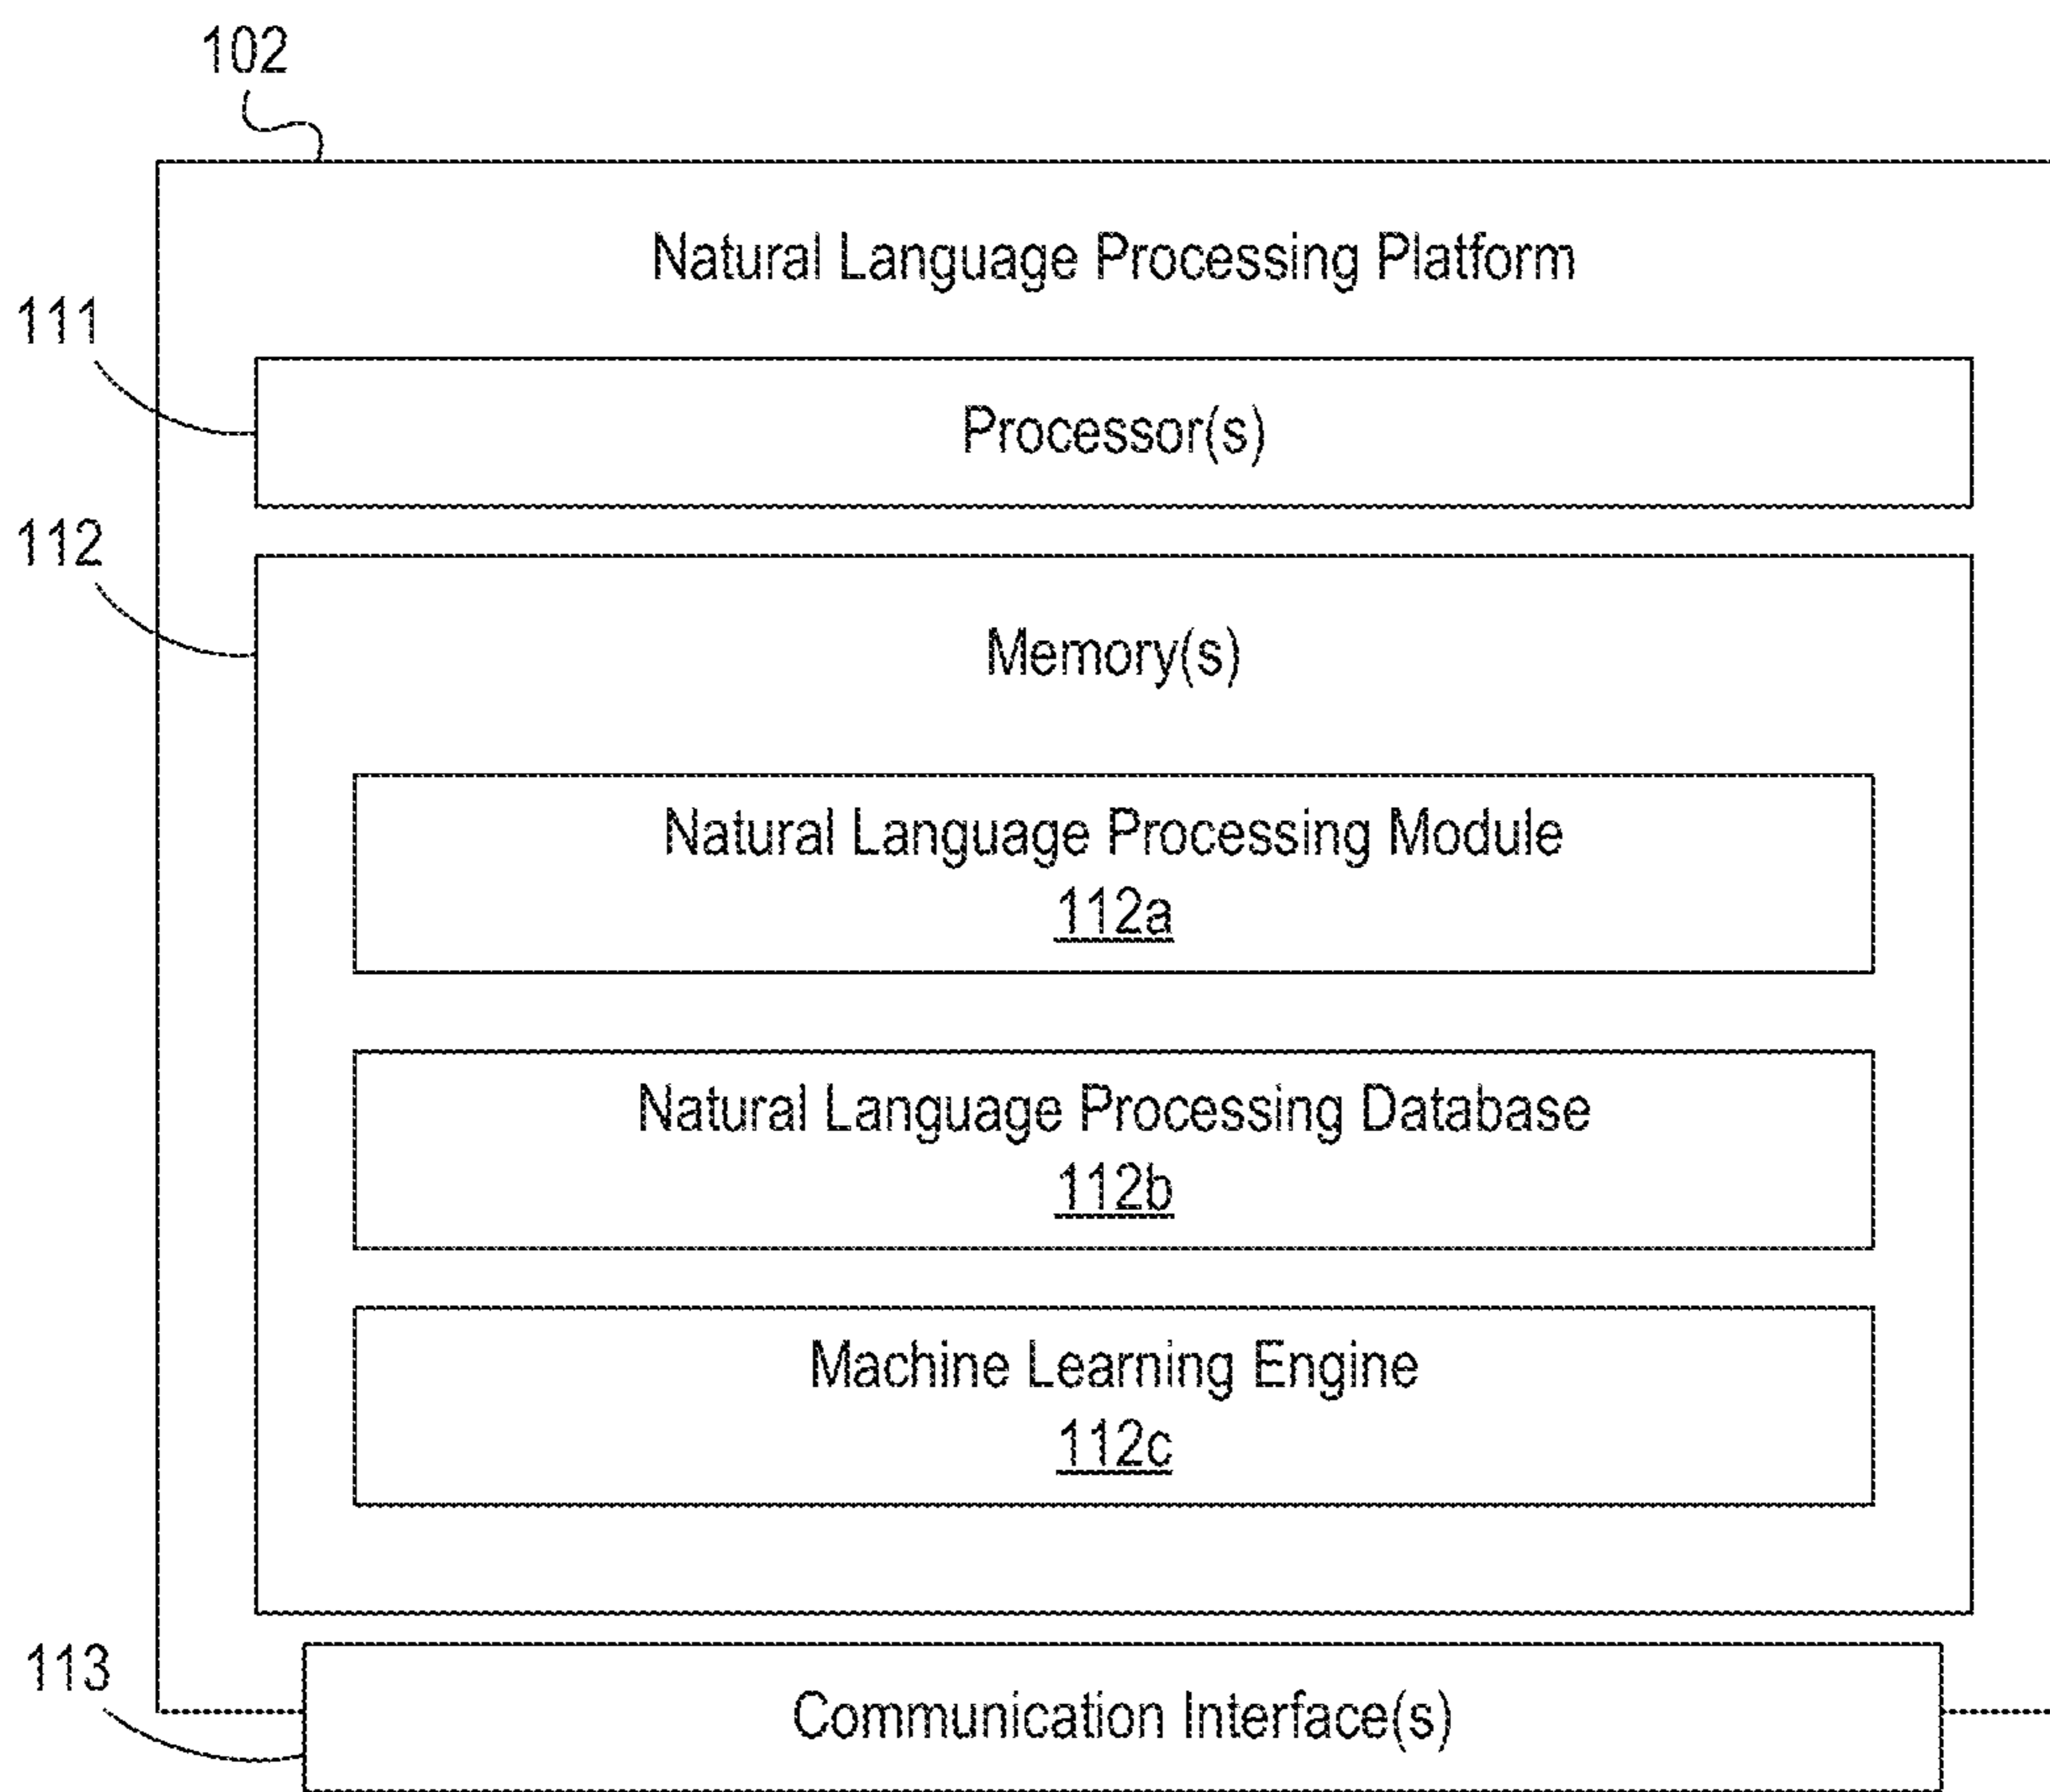 102
Natural Language Processing Platform
111
Processor(s)
112
Memory(s)
Natural Language Processing Module
112a
Natural Language Processing Database
112b
Machine Learning Engine
112c
113
Communication Interface(s)